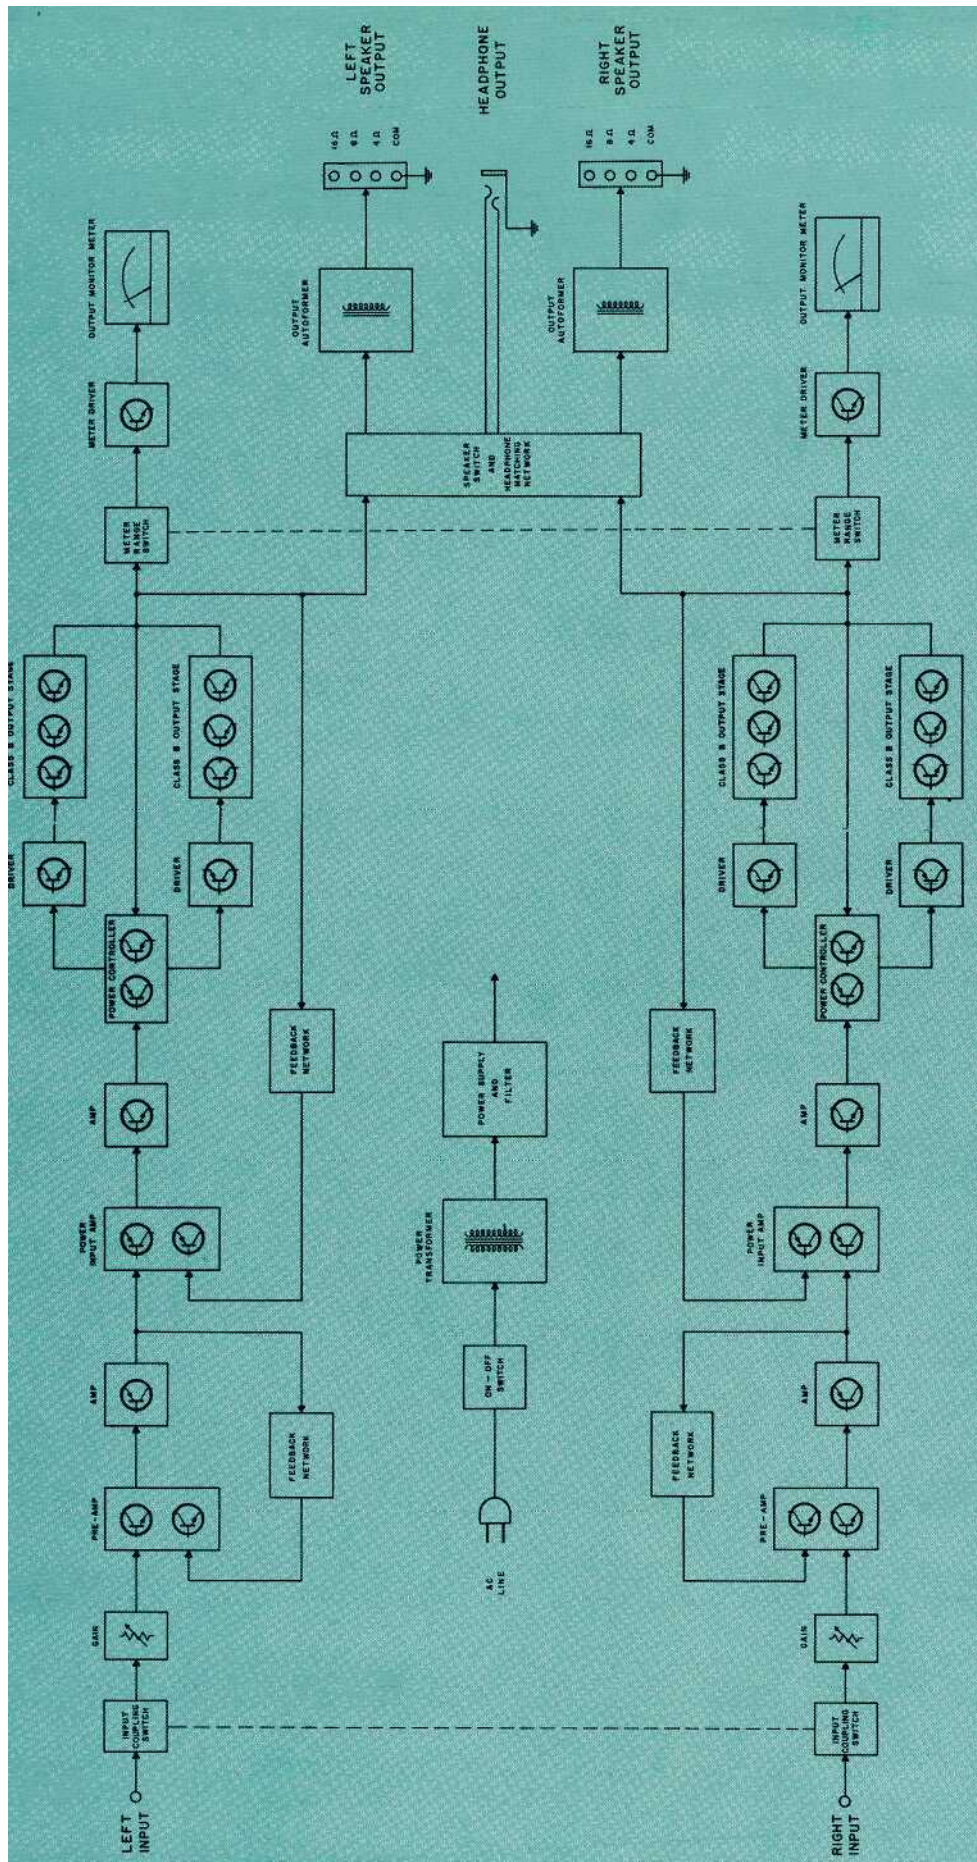 LEFT
INPUT
INPUT
COUPLING
SWITCH
GAIN
PRE-AMP
AMP
FEEDBACK
NETWORK
POWER
INPUT AMP
AMP
FEEDBACK
NETWORK
POWER CONTROLLER
DRIVER
DRIVER
CLASS B OUTPUT STAGE
CLASS B OUTPUT STAGE
METER
RANGE
SWITCH
METER DRIVER
OUTPUT MONITOR METER
AC
LINE
ON-OFF
SWITCH
POWER
TRANSFORMER
POWER SUPPLY
AND
FILTER
SPEAKER
SWITCH
AND
HEADPHONE
MATCHING
NETWORK
OUTPUT
AUTOFORMER
16Ω
8Ω
4Ω
COM
LEFT
SPEAKER
OUTPUT
HEADPHONE
OUTPUT
OUTPUT
AUTOFORMER
16Ω
8Ω
4Ω
COM
RIGHT
SPEAKER
OUTPUT
RIGHT
INPUT
INPUT
COUPLING
SWITCH
GAIN
PRE-AMP
AMP
FEEDBACK
NETWORK
POWER
INPUT AMP
AMP
FEEDBACK
NETWORK
POWER CONTROLLER
DRIVER
DRIVER
CLASS B OUTPUT STAGE
CLASS B OUTPUT STAGE
METER
RANGE
SWITCH
METER DRIVER
OUTPUT MONITOR METER